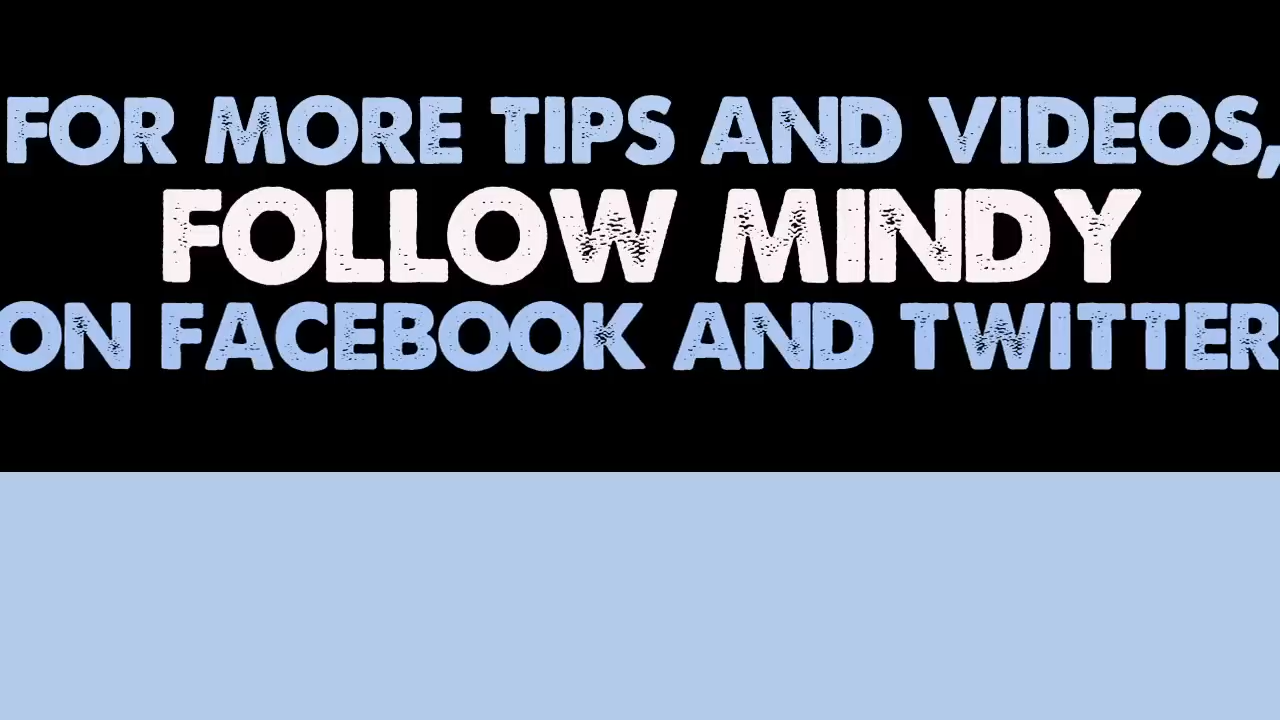 FOR MORE TIPS AND VIDEOS,
FOLLOW MINDY
ON FACEBOOK AND TWITTER